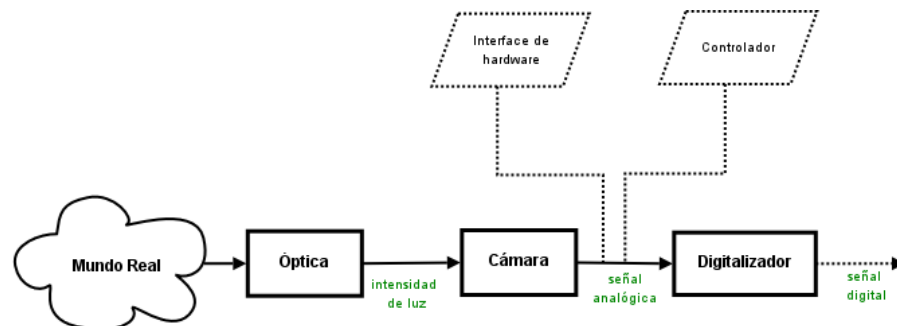 Interface de
hardware
Controlador
Mundo Real
Óptica
intensidad
de luz
Cámara
señal
analógica
Digitalizador
señal
digital